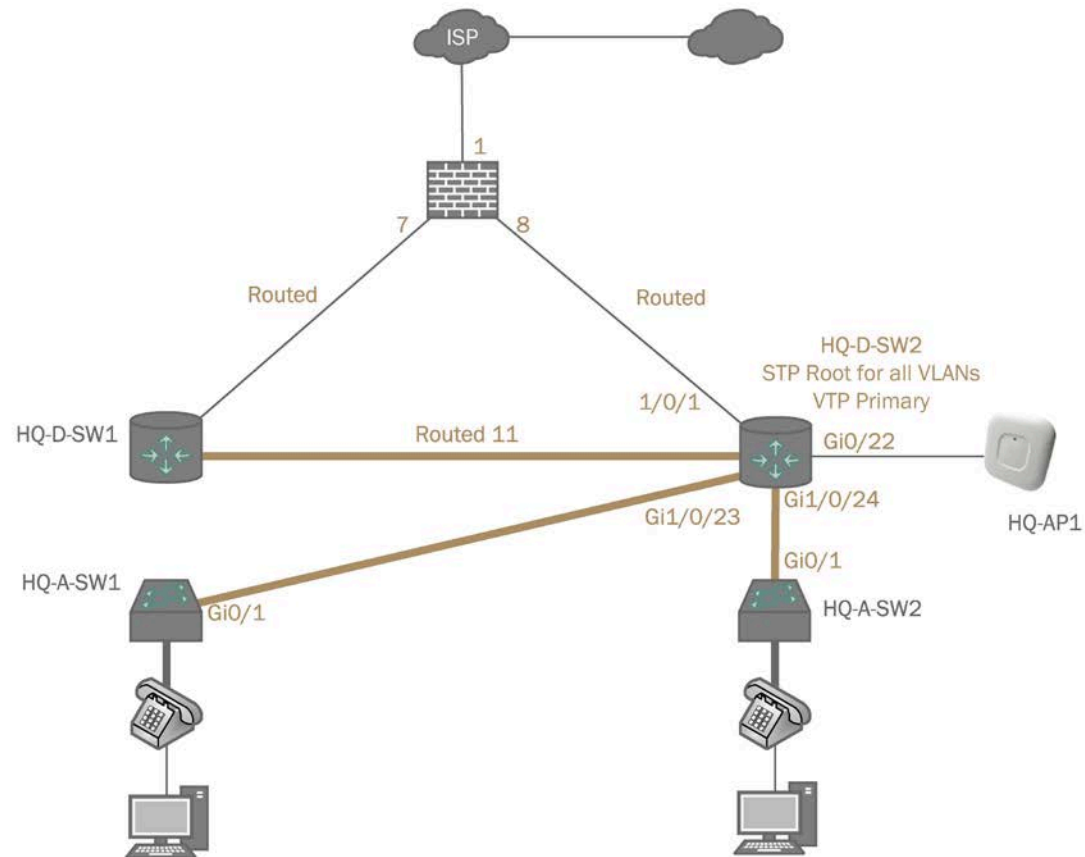 ISP
1
7
8
Routed
Routed
HQ-D-SW2
STP Root for all VLANs
VTP Primary
1/0/1
HQ-D-SW1
Routed 11
Gi0/22
Gi1/0/24
Gi1/0/23
HQ-AP1
Gi0/1
HQ-A-SW1
Gi0/1
HQ-A-SW2